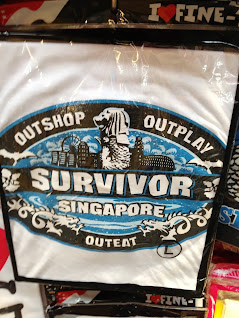 I ♥ FINE-
OUTSHOP OUTPLAY
SURVIVOR
SINGAPORE
OUTEAT
L
I ♥ FINE-